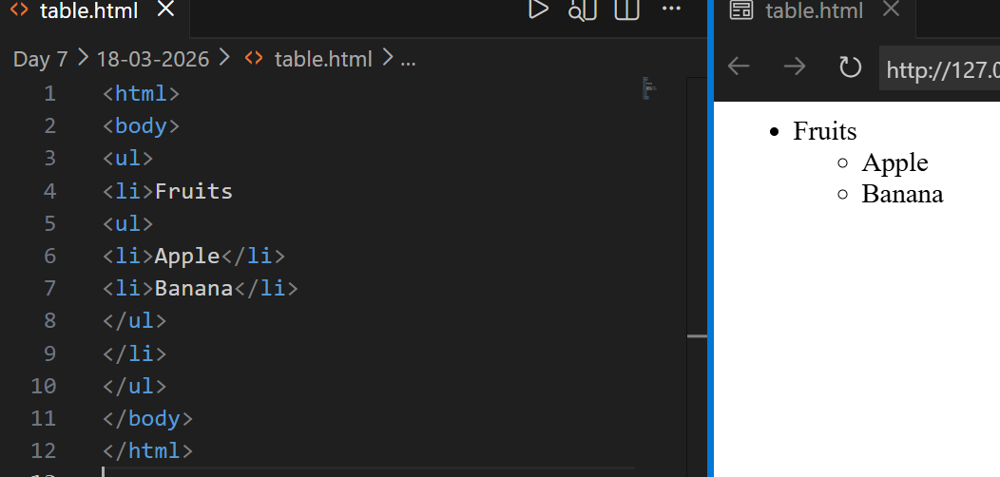 table.html
Day 7 > 18-03-2026 > table.html > ...
1 <html>
2 <body>
3 <ul>
4 <li>Fruits
5 <ul>
6 <li>Apple</li>
7 <li>Banana</li>
8 </ul>
9 </li>
10 </ul>
11 </body>
12 </html>
table.html
http://127.0
• Fruits
○ Apple
○ Banana